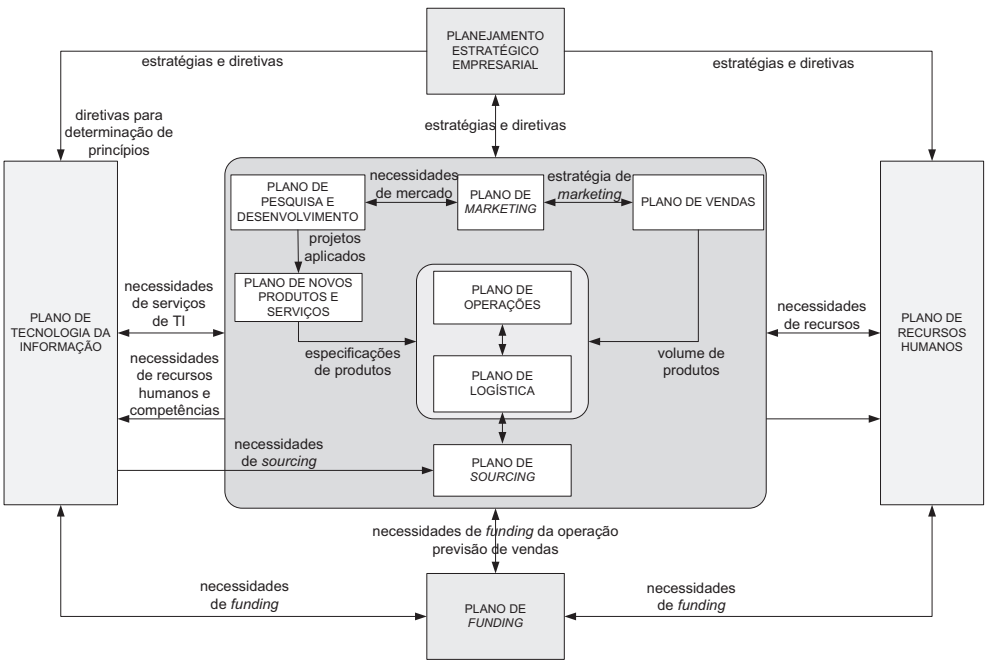 PLANEJAMENTO
ESTRATÉGICO
EMPRESARIAL
estratégias e diretivas
estratégias e diretivas
diretivas para
determinação de
princípios
estratégias e diretivas
PLANO DE
PESQUISA E
DESENVOLVIMENTO
necessidades
de mercado
PLANO DE
MARKETING
estratégia de
marketing
PLANO DE VENDAS
projetos
aplicados
PLANO DE NOVOS
PRODUTOS E
SERVIÇOS
PLANO DE
OPERAÇÕES
necessidades
de serviços
de TI
PLANO DE
TECNOLOGIA DA
INFORMAÇÃO
necessidades
de recursos
PLANO DE
RECURSOS
HUMANOS
especificações
de produtos
volume de
produtos
PLANO DE
LOGÍSTICA
necessidades
de recursos
humanos e
competências
necessidades
de sourcing
PLANO DE
SOURCING
necessidades de funding da operação
previsão de vendas
necessidades
de funding
PLANO DE
FUNDING
necessidades
de funding